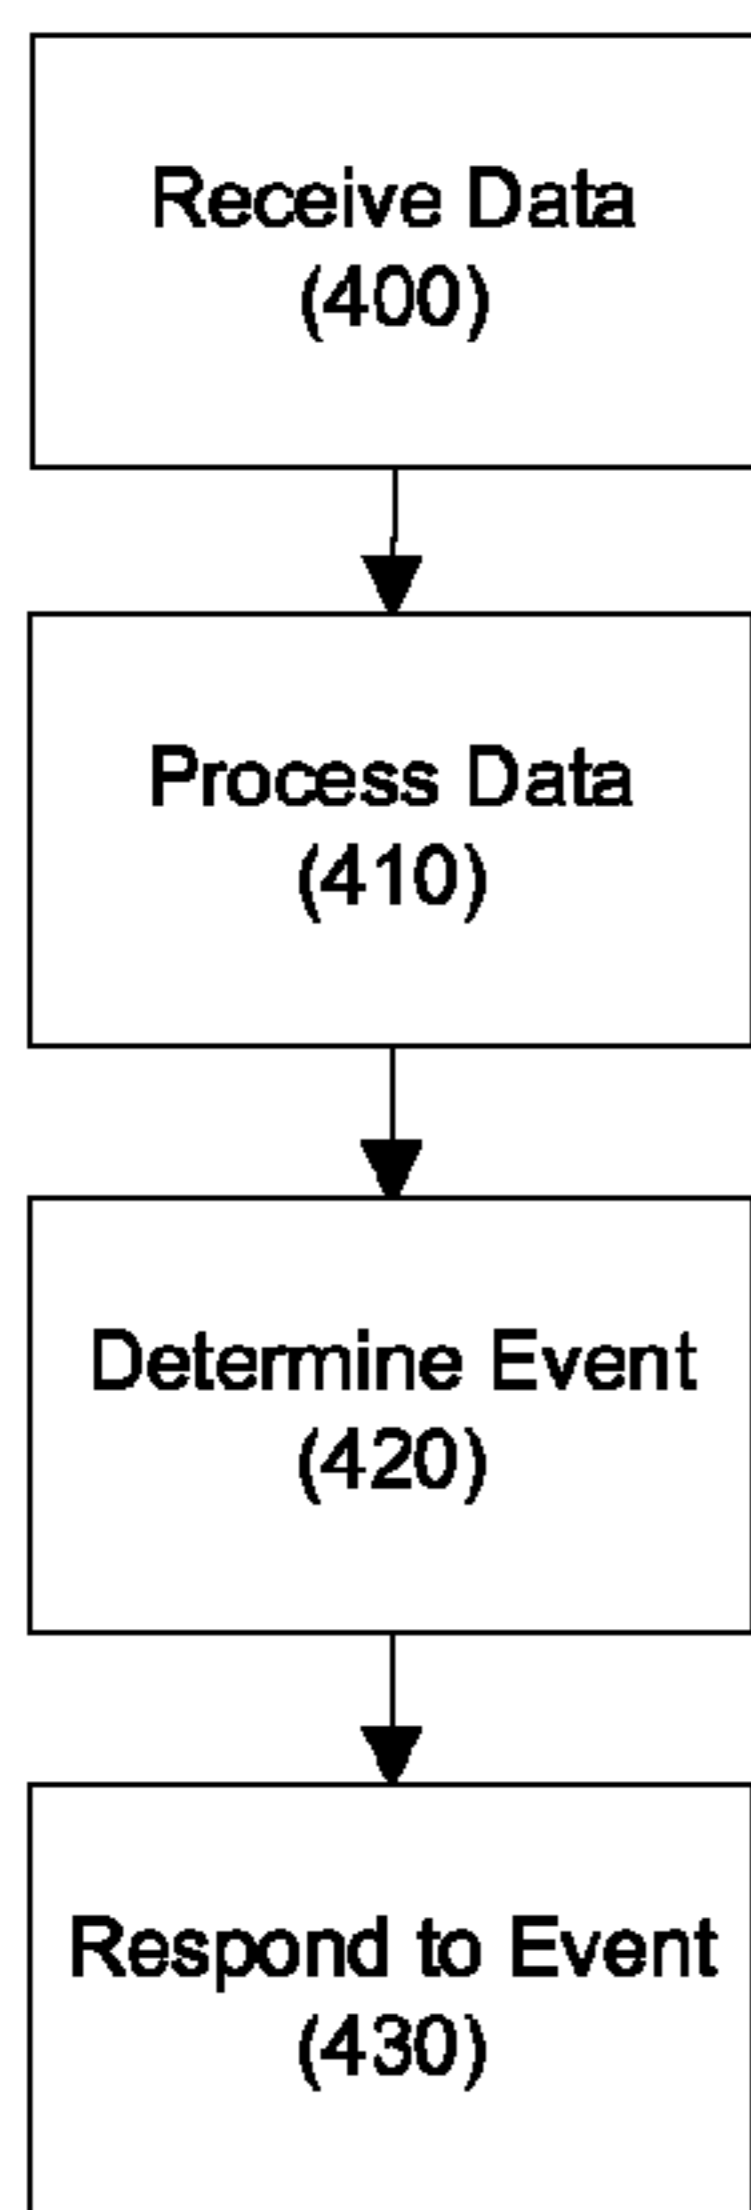 Receive Data
(400)
Process Data
(410)
Determine Event
(420)
Respond to Event
(430)